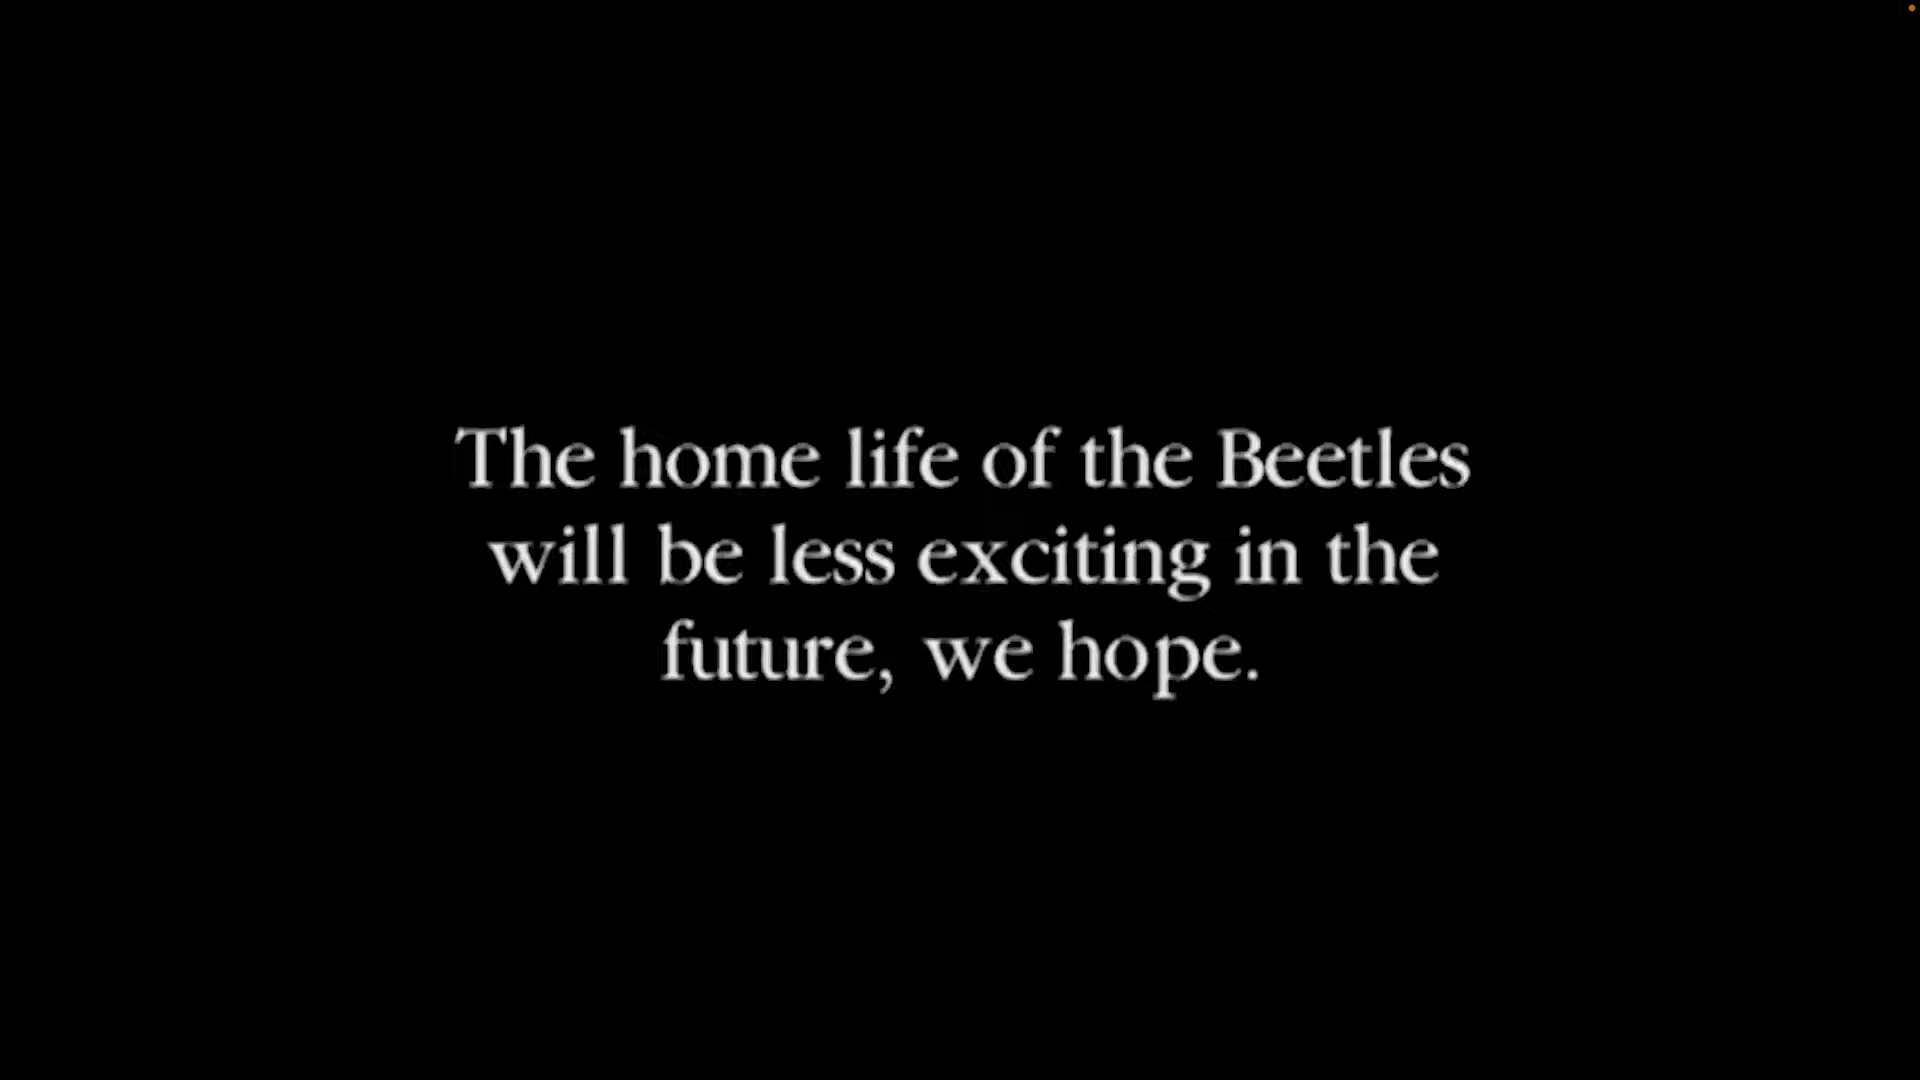 The home life of the Beetles
will be less exciting in the
future, we hope.